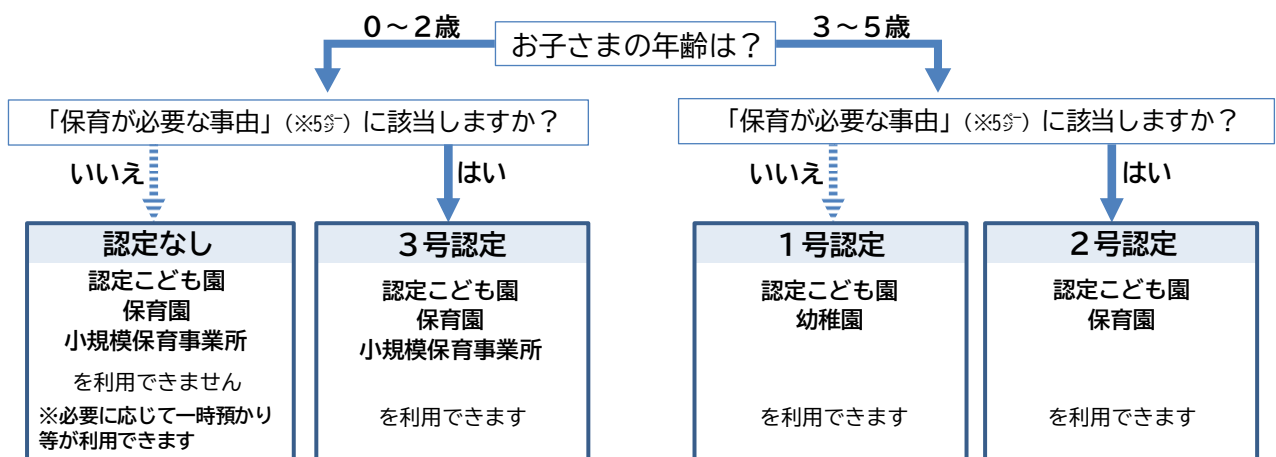 お子さまの年齢は？
０～２歳
３～５歳
「保育が必要な事由」（※5㌻）に該当しますか？
いいえ
はい
認定なし
認定こども園
保育園
小規模保育事業所
を利用できません
※必要に応じて一時預かり
等が利用できます
３号認定
認定こども園
保育園
小規模保育事業所
を利用できます
「保育が必要な事由」（※5㌻）に該当しますか？
いいえ
はい
１号認定
認定こども園
幼稚園
を利用できます
２号認定
認定こども園
保育園
を利用できます